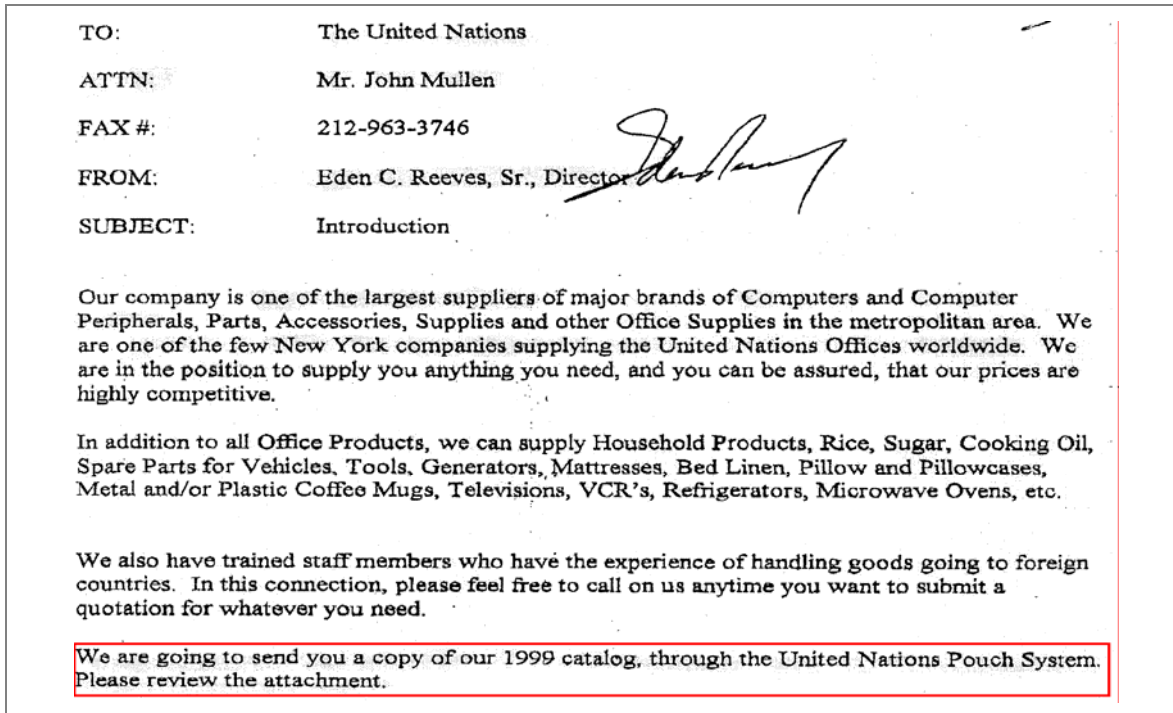 TO: The United Nations
ATTN: Mr. John Mullen
FAX #: 212-963-3746
FROM: Eden C. Reeves, Sr., Director
SUBJECT: Introduction
Our company is one of the largest suppliers of major brands of Computers and Computer
Peripherals, Parts, Accessories, Supplies and other Office Supplies in the metropolitan area. We
are one of the few New York companies supplying the United Nations Offices worldwide. We
are in the position to supply you anything you need, and you can be assured, that our prices are
highly competitive.
In addition to all Office Products, we can supply Household Products, Rice, Sugar, Cooking Oil,
Spare Parts for Vehicles, Tools, Generators, Mattresses, Bed Linen, Pillow and Pillowcases,
Metal and/or Plastic Coffee Mugs, Televisions, VCR's, Refrigerators, Microwave Ovens, etc.
We also have trained staff members who have the experience of handling goods going to foreign
countries. In this connection, please feel free to call on us anytime you want to submit a
quotation for whatever you need.
We are going to send you a copy of our 1999 catalog, through the United Nations Pouch System.
Please review the attachment.